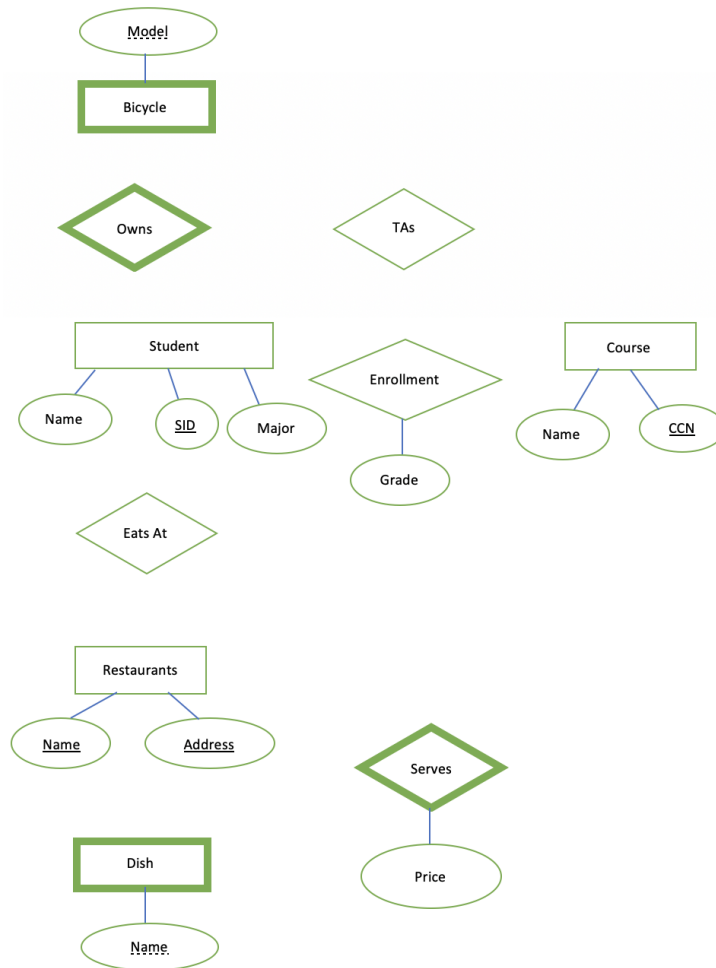 Model
Bicycle
Owns
TAs
Student
Enrollment
Course
Name
SID
Major
Name
CCN
Grade
Eats At
Restaurants
Name
Address
Serves
Dish
Price
Name